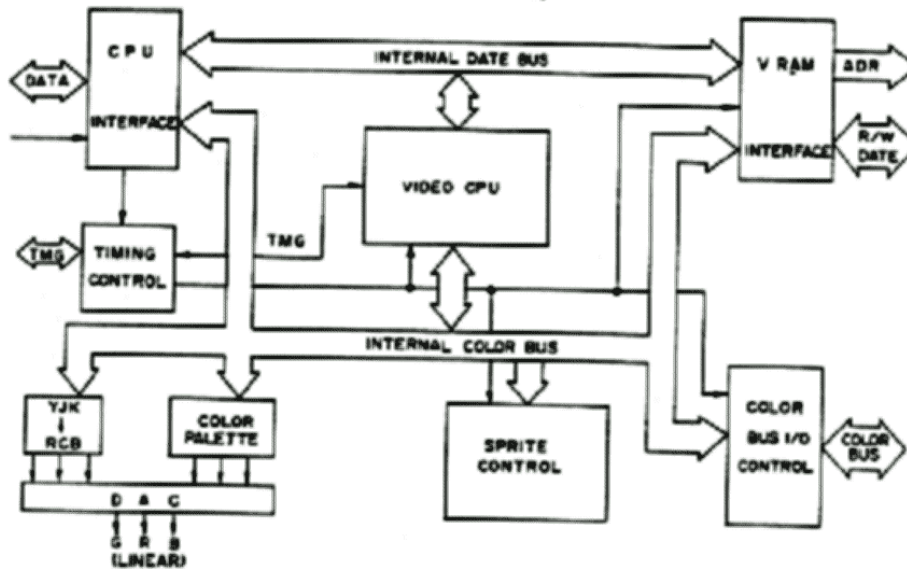 CPU
INTERFACE
DATA
INTERNAL DATE BUS
V RAM
INTERFACE
ADR
R/W
DATE
VIDEO CPU
TMG
TIMING
CONTROL
TMG
INTERNAL COLOR BUS
YJK
RGB
COLOR
PALETTE
SPRITE
CONTROL
COLOR
BUS I/O
CONTROL
COLOR
BUS
D A C
G R B
(LINEAR)